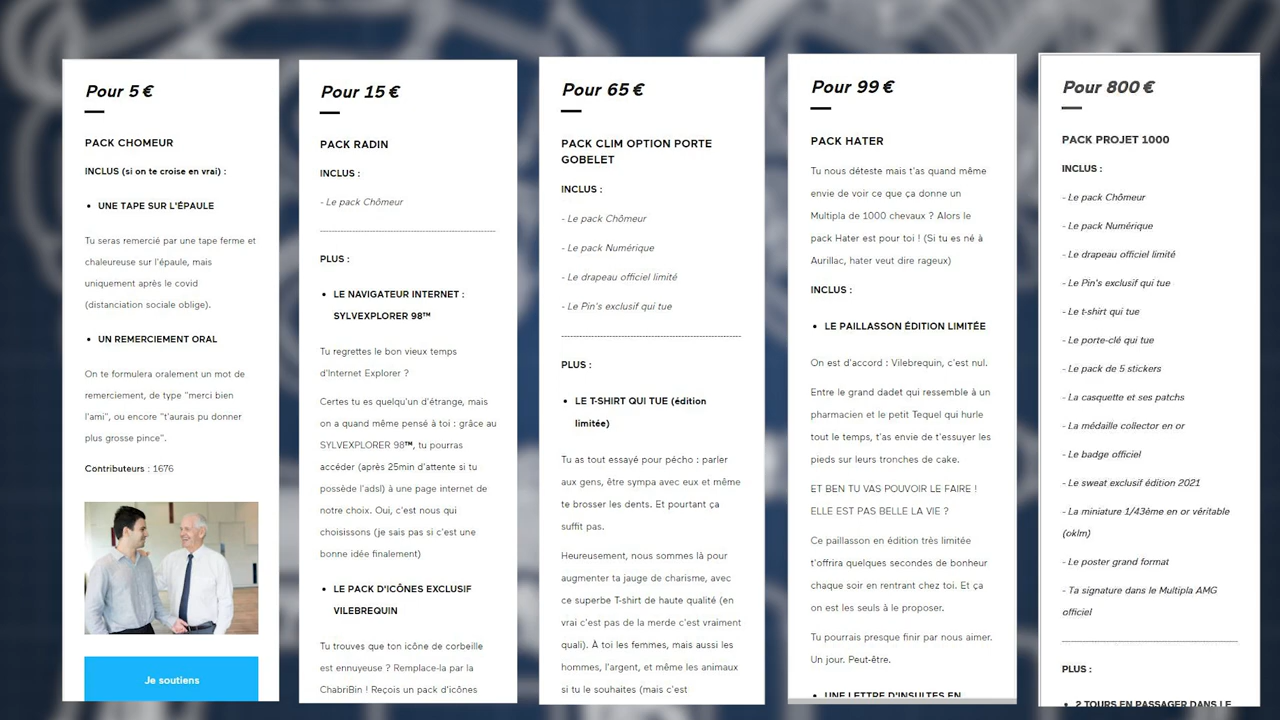 Pour 5 €
PACK CHOMEUR
INCLUS (si on te croise en vrai) :
• UNE TAPE SUR L'ÉPAULE
Tu seras remercié par une tape ferme et
chaleureuse sur l'épaule, mais
uniquement après le covid
(distanciation sociale oblige).
• UN REMERCIEMENT ORAL
On te formulera oralement un mot de
remerciement, de type "merci bien
l'ami", ou encore "t'aurais pu donner
plus grosse pince".
Contributeurs : 1676
Je soutiens
Pour 15 €
PACK RADIN
INCLUS :
- Le pack Chômeur
PLUS :
• LE NAVIGATEUR INTERNET :
SYLVEXPLORER 98™
Tu regrettes le bon vieux temps
d'Internet Explorer ?
Certes tu es quelqu'un d'étrange, mais
on a quand même pensé à toi : grâce au
SYLVEXPLORER 98™, tu pourras
accéder (après 25min d'attente si tu
possède l'adsl) à une page internet de
notre choix. Oui, c'est nous qui
choisissons (je sais pas si c'est une
bonne idée finalement)
• LE PACK D'ICÔNES EXCLUSIF
VILEBREQUIN
Tu trouves que ton icône de corbeille
est ennuyeuse ? Remplace-la par la
ChabriBin ! Reçois un pack d'icônes
Pour 65 €
PACK CLIM OPTION PORTE
GOBELET
INCLUS :
- Le pack Chômeur
- Le pack Numérique
- Le drapeau officiel limité
- Le Pin's exclusif qui tue
PLUS :
• LE T-SHIRT QUI TUE (édition
limitée)
Tu as tout essayé pour pécho : parler
aux gens, être sympa avec eux et même
te brosser les dents. Et pourtant ça
suffit pas.
Heureusement, nous sommes là pour
augmenter ta jauge de charisme, avec
ce superbe T-shirt de haute qualité (en
vrai c'est pas de la merde c'est vraiment
quali). À toi les femmes, mais aussi les
hommes, l'argent, et même les animaux
si tu le souhaites (mais c'est
Pour 99 €
PACK HATER
Tu nous déteste mais t'as quand même
envie de voir ce que ça donne un
Multipla de 1000 chevaux ? Alors le
pack Hater est pour toi ! (Si tu es né à
Aurillac, hater veut dire rageux)
INCLUS :
• LE PAILLASSON ÉDITION LIMITÉE
On est d'accord : Vilebrequin, c'est nul.
Entre le grand dadet qui ressemble à un
pharmacien et le petit Tequel qui hurle
tout le temps, t'as envie de t'essuyer les
pieds sur leurs tronches de cake.
ET BEN TU VAS POUVOIR LE FAIRE !
ELLE EST PAS BELLE LA VIE ?
Ce paillasson en édition très limitée
t'offrira quelques secondes de bonheur
chaque soir en rentrant chez toi. Et ça
on est les seuls à le proposer.
Tu pourrais presque finir par nous aimer.
Un jour. Peut-être.
• UNE LETTRE D'INSULTES EN
Pour 800 €
PACK PROJET 1000
INCLUS :
- Le pack Chômeur
- Le pack Numérique
- Le drapeau officiel limité
- Le Pin's exclusif qui tue
- Le t-shirt qui tue
- Le porte-clé qui tue
- Le pack de 5 stickers
- La casquette et ses patchs
- La médaille collector en or
- Le badge officiel
- Le sweat exclusif édition 2021
- La miniature 1/43ème en or véritable
(oklm)
- Le poster grand format
- Ta signature dans le Multipla AMG
officiel
PLUS :
• 2 TOURS EN PASSAGER DANS LE